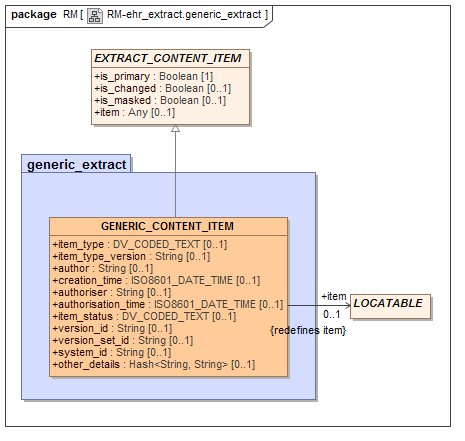 package RM [ RM-ehr_extract.generic_extract ]
EXTRACT_CONTENT_ITEM
+is_primary : Boolean [1]
+is_changed : Boolean [0..1]
+is_masked : Boolean [0..1]
+item : Any [0..1]
generic_extract
GENERIC_CONTENT_ITEM
+item_type : DV_CODED_TEXT [0..1]
+item_type_version : String [0..1]
+author : String [0..1]
+creation_time : ISO8601_DATE_TIME [0..1]
+authoriser : String [0..1]
+authorisation_time : ISO8601_DATE_TIME [0..1]
+item_status : DV_CODED_TEXT [0..1]
+version_id : String [0..1]
+version_set_id : String [0..1]
+system_id : String [0..1]
+other_details : Hash<String, String> [0..1]
+item
0..1
{redefines item}
LOCATABLE